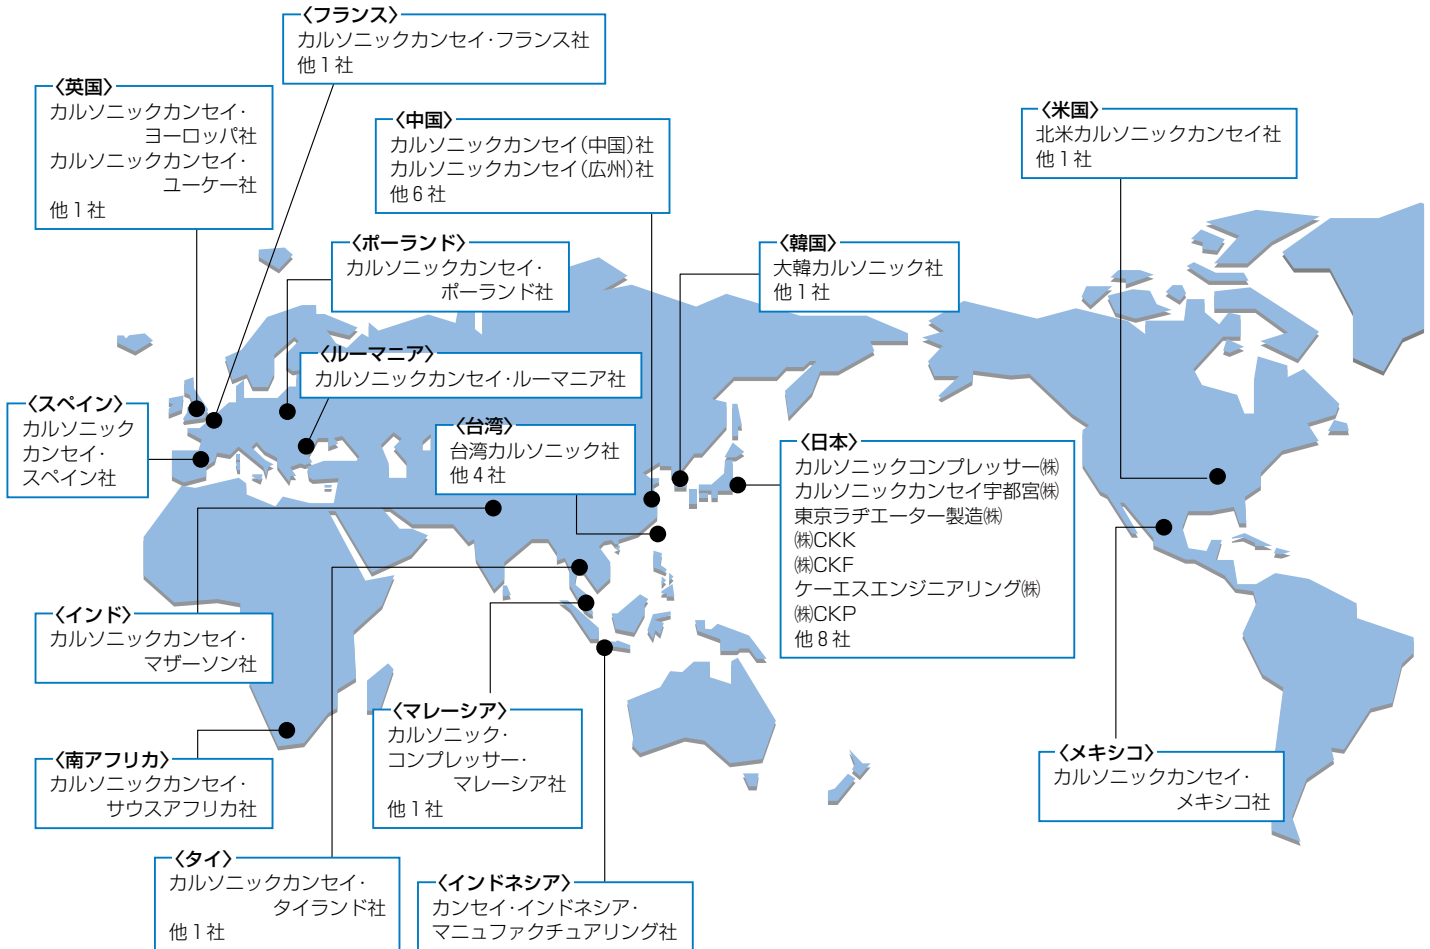 〈フランス〉
カルソニックカンセイ・フランス社
他1社
〈英国〉
カルソニックカンセイ・
ヨーロッパ社
カルソニックカンセイ・
ユーケー社
他1社
〈中国〉
カルソニックカンセイ(中国)社
カルソニックカンセイ(広州)社
他6社
〈米国〉
北米カルソニックカンセイ社
他1社
〈ポーランド〉
カルソニックカンセイ・
ポーランド社
〈韓国〉
大韓カルソニック社
他1社
〈ルーマニア〉
カルソニックカンセイ・ルーマニア社
〈スペイン〉
カルソニック
カンセイ・
スペイン社
〈台湾〉
台湾カルソニック社
他4社
〈日本〉
カルソニックコンプレッサー㈱
カルソニックカンセイ宇都宮㈱
東京ラヂエーター製造㈱
㈱CKK
㈱CKF
ケーエスエンジニアリング㈱
㈱CKP
他8社
〈インド〉
カルソニックカンセイ・
マザーソン社
〈南アフリカ〉
カルソニックカンセイ・
サウスアフリカ社
〈マレーシア〉
カルソニック・
コンプレッサー・
マレーシア社
他1社
〈メキシコ〉
カルソニックカンセイ・
メキシコ社
〈タイ〉
カルソニックカンセイ・
タイランド社
他1社
〈インドネシア〉
カンセイ・インドネシア・
マニュファクチュアリング社